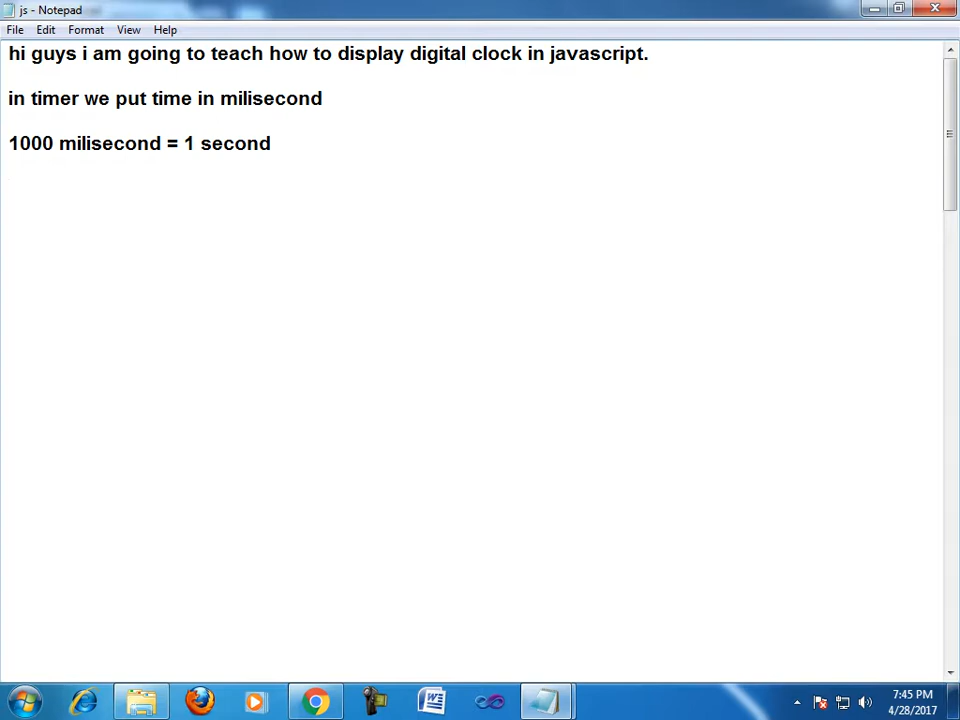 js - Notepad
File Edit Format View Help
hi guys i am going to teach how to display digital clock in javascript.
in timer we put time in milisecond
1000 milisecond = 1 second
7:45 PM
4/28/2017